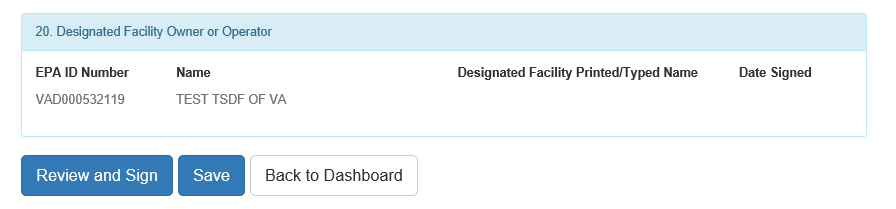 20. Designated Facility Owner or Operator
EPA ID Number Name Designated Facility Printed/Typed Name Date Signed
VAD000532119 TEST TSDF OF VA
Review and Sign Save Back to Dashboard